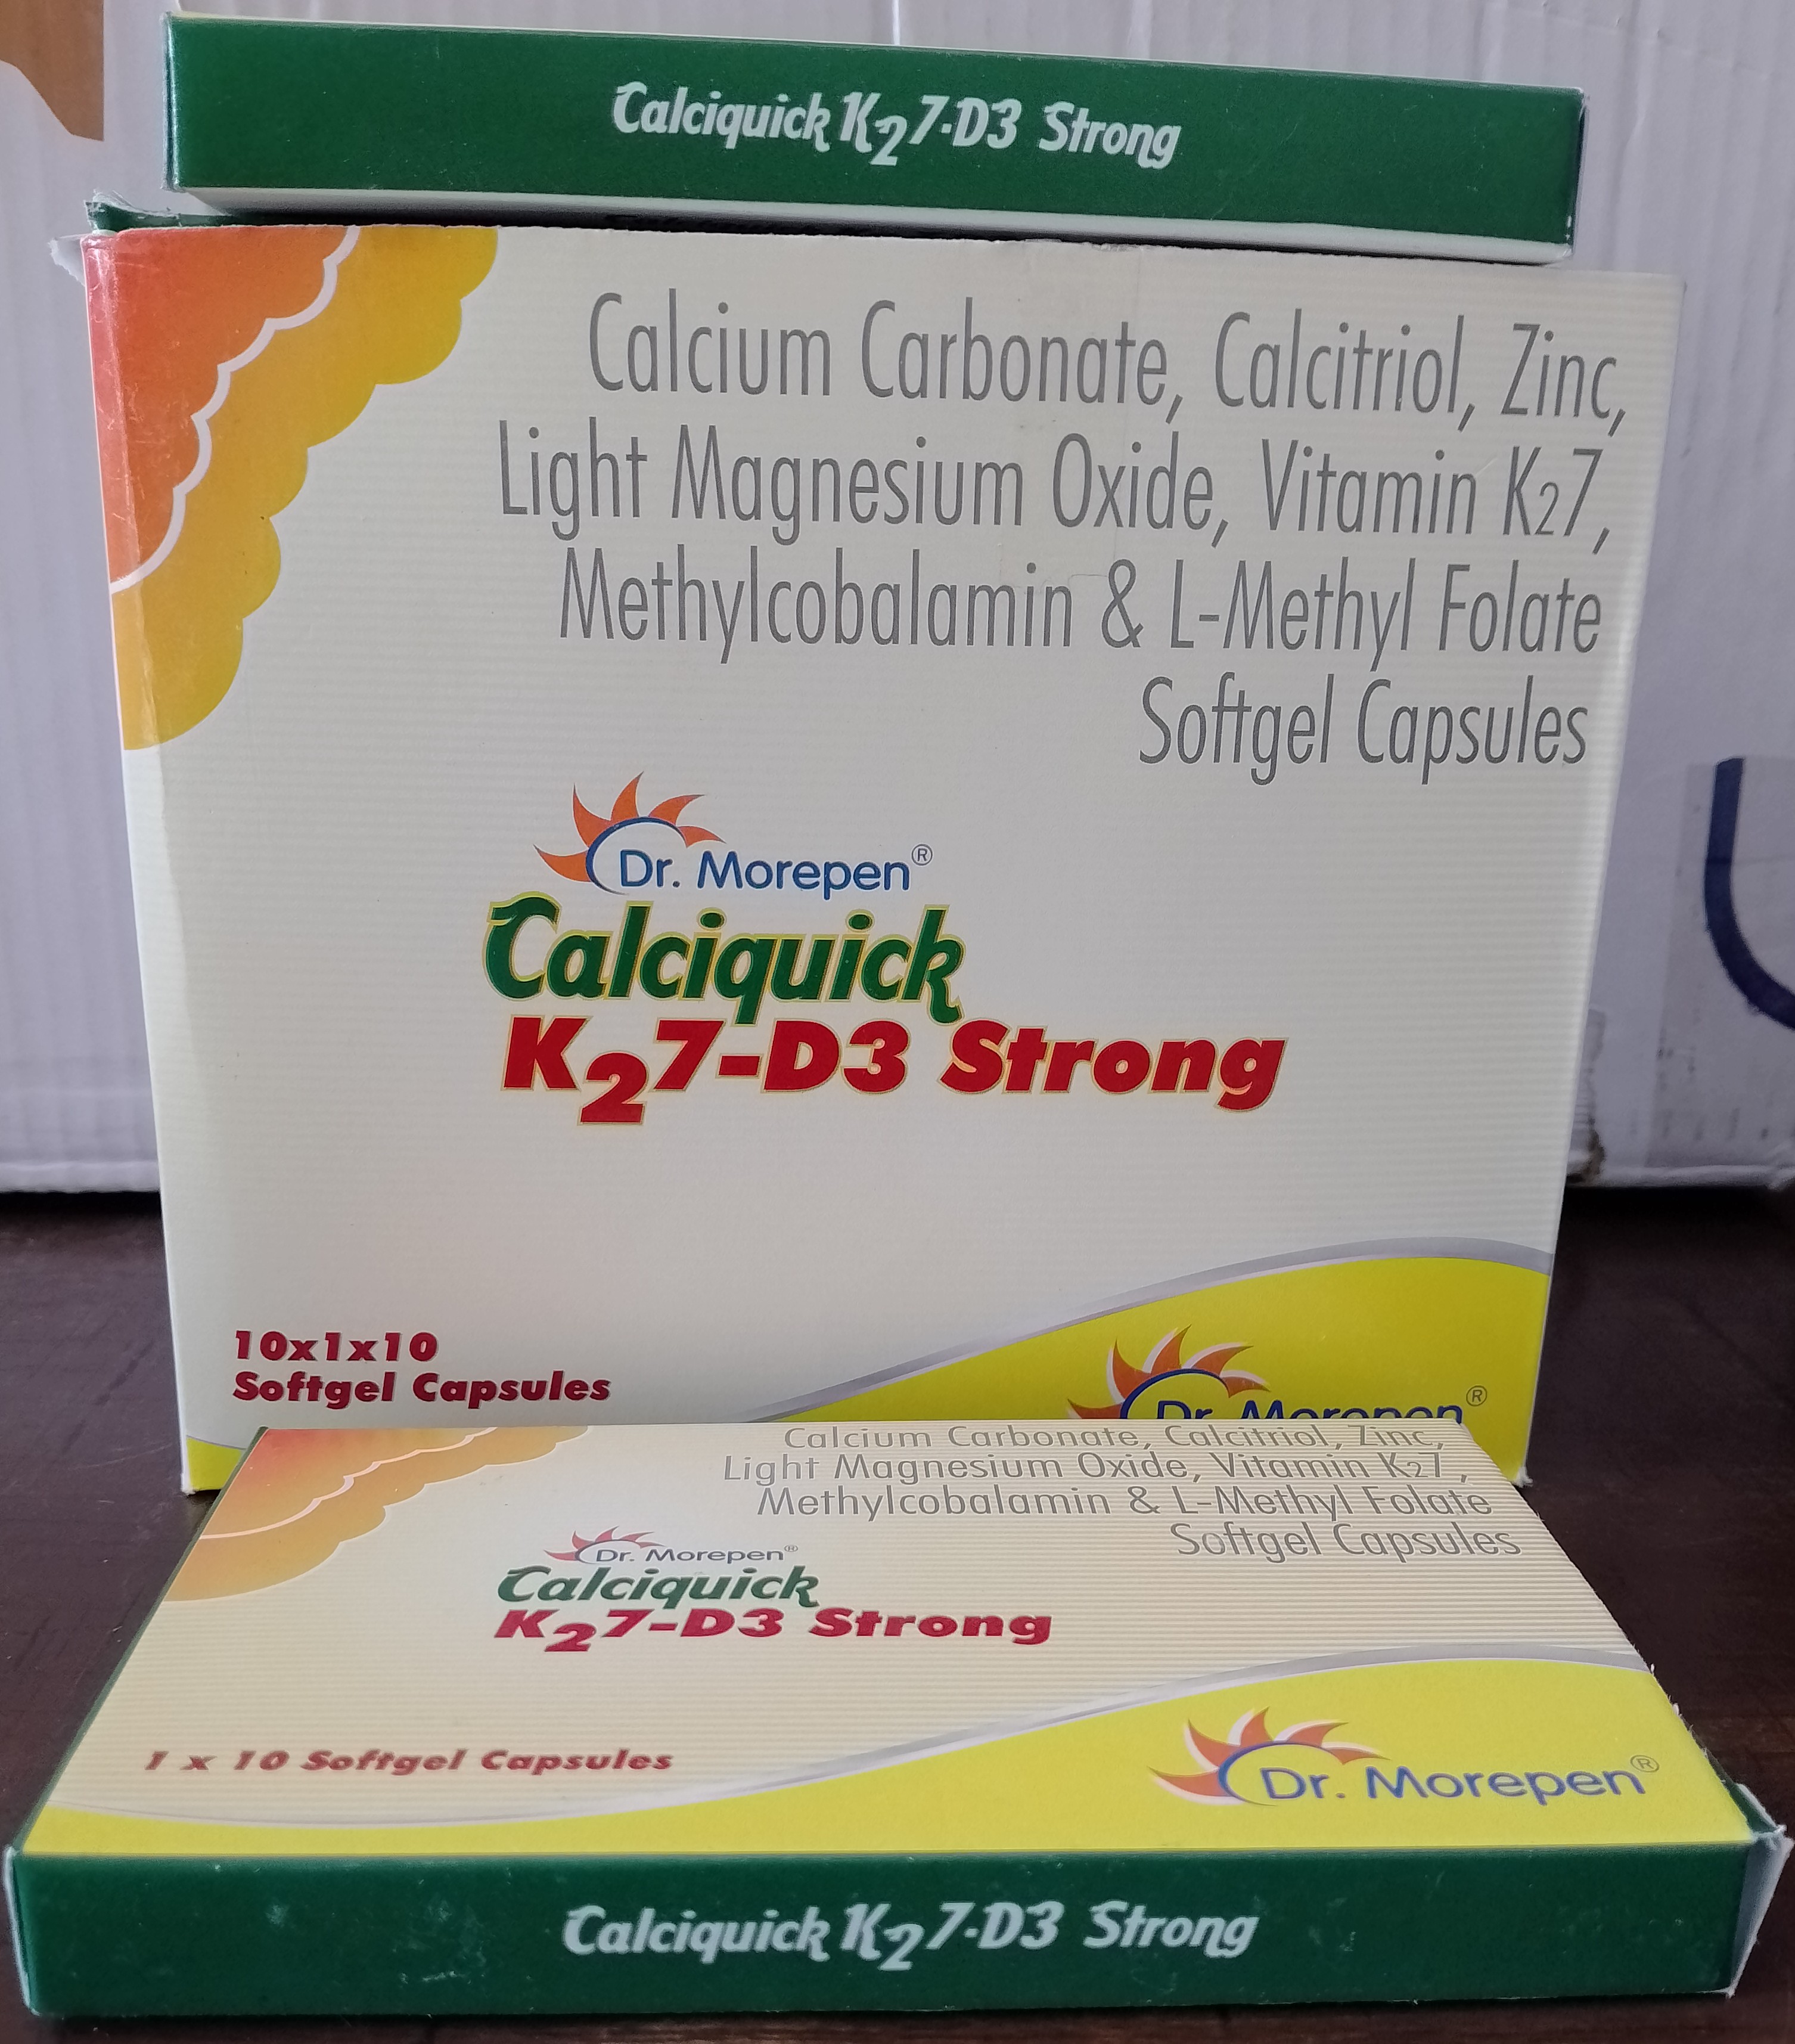 Calciquick K27-D3 Strong
Calcium Carbonate, Calcitriol, Zinc,
Light Magnesium Oxide, Vitamin K27,
Methylcobalamin & L-Methyl Folate
Softgel Capsules
Dr. Morepen®
Calciquick
K27-D3 Strong
10x1x10
Softgel Capsules
Dr. Morepen®
Calcium Carbonate, Calcitriol, Zinc,
Light Magnesium Oxide, Vitamin K27,
Methylcobalamin & L-Methyl Folate
Softgel Capsules
Dr. Morepen®
Calciquick
K27-D3 Strong
1 x 10 Softgel Capsules
Dr. Morepen®
Calciquick K27-D3 Strong